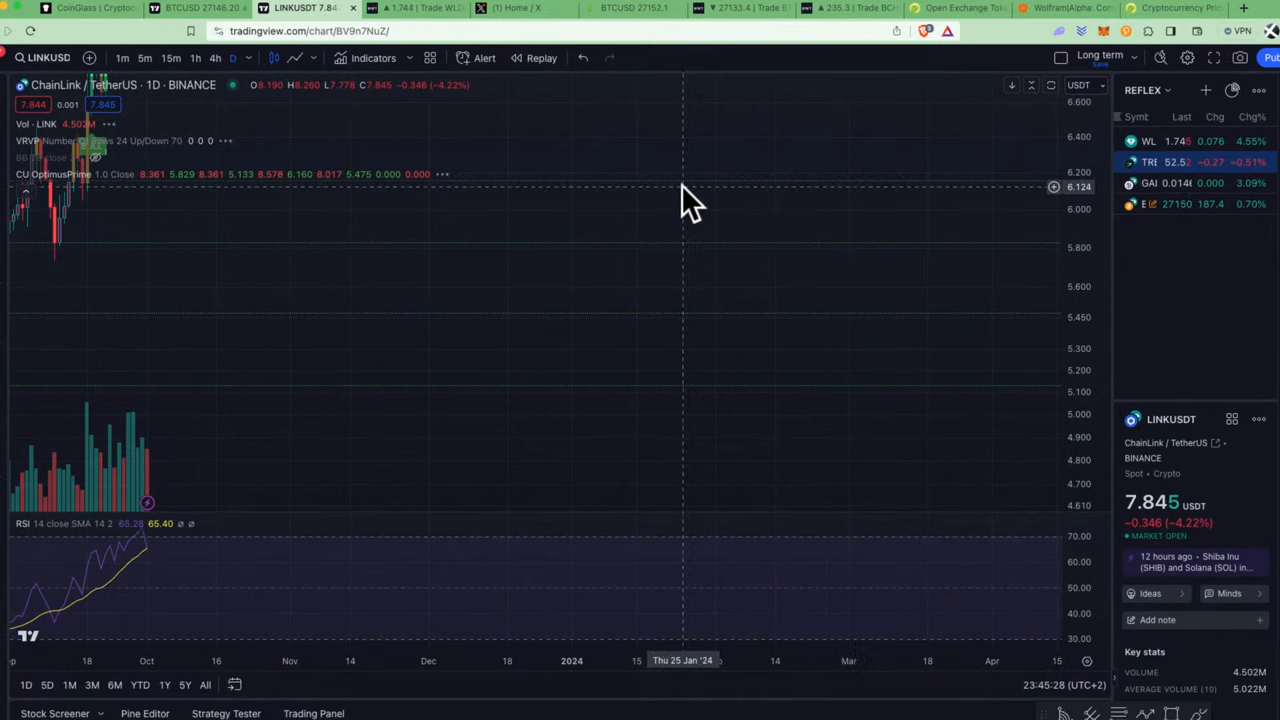 CoinGlass | Cryptoc
BTCUSD 27146.20
LINKUSD 7.84
1.744 | Trade WLD
(1) Home / X
BTCUSD 27152.1
27133.4 | Trade B
235.3 | Trade BCH
Open Exchange Token
Wolfram|Alpha: Com
Cryptocurrency Pric
tradingview.com/chart/BV9n7NuZ/
VPN
LINKUSD
1m 5m 15m 1h 4h D
Indicators
Alert
Replay
Long term
Save
Pub
ChainLink / TetherUS · 1D · BINANCE
O8.190 H8.260 L7.778 C7.845 −0.346 (−4.22%)
7.844 0.001 7.845
Vol · LINK 4.502M
VRVP Number Of Rows 24 Up/Down 70 0 0 0
CU OptimusPrime 1.0 Close 8.361 5.829 8.361 5.133 8.578 6.160 8.017 5.475 0.000 0.000
USDT
6.600
6.400
6.200
6.124
6.000
5.800
5.600
5.450
5.300
5.200
5.100
5.000
4.900
4.800
4.700
4.610
RSI 14 close SMA 14 2 65.28 65.40
70.00
60.00
50.00
40.00
30.00
18 Oct 16 Nov 14 Dec 18 2024 15 Thu 25 Jan '24 14 Mar 18 Apr 15
1D 5D 1M 3M 6M YTD 1Y 5Y All
23:45:28 (UTC+2)
Stock Screener
Pine Editor
Strategy Tester
Trading Panel
REFLEX
Symb Last Chg Chg%
WL 1.745 0.076 4.55%
TRE 52.52 −0.27 −0.51%
GAI 0.0146 0.000 3.09%
27150 187.4 0.70%
LINKUSDT
ChainLink / TetherUS
BINANCE
Spot • Crypto
7.845 USDT
−0.346 (−4.22%)
MARKET OPEN
12 hours ago • Shiba Inu
(SHIB) and Solana (SOL) in...
Ideas
Minds
Add note
Key stats
VOLUME 4.502M
AVERAGE VOLUME (10) 5.022M